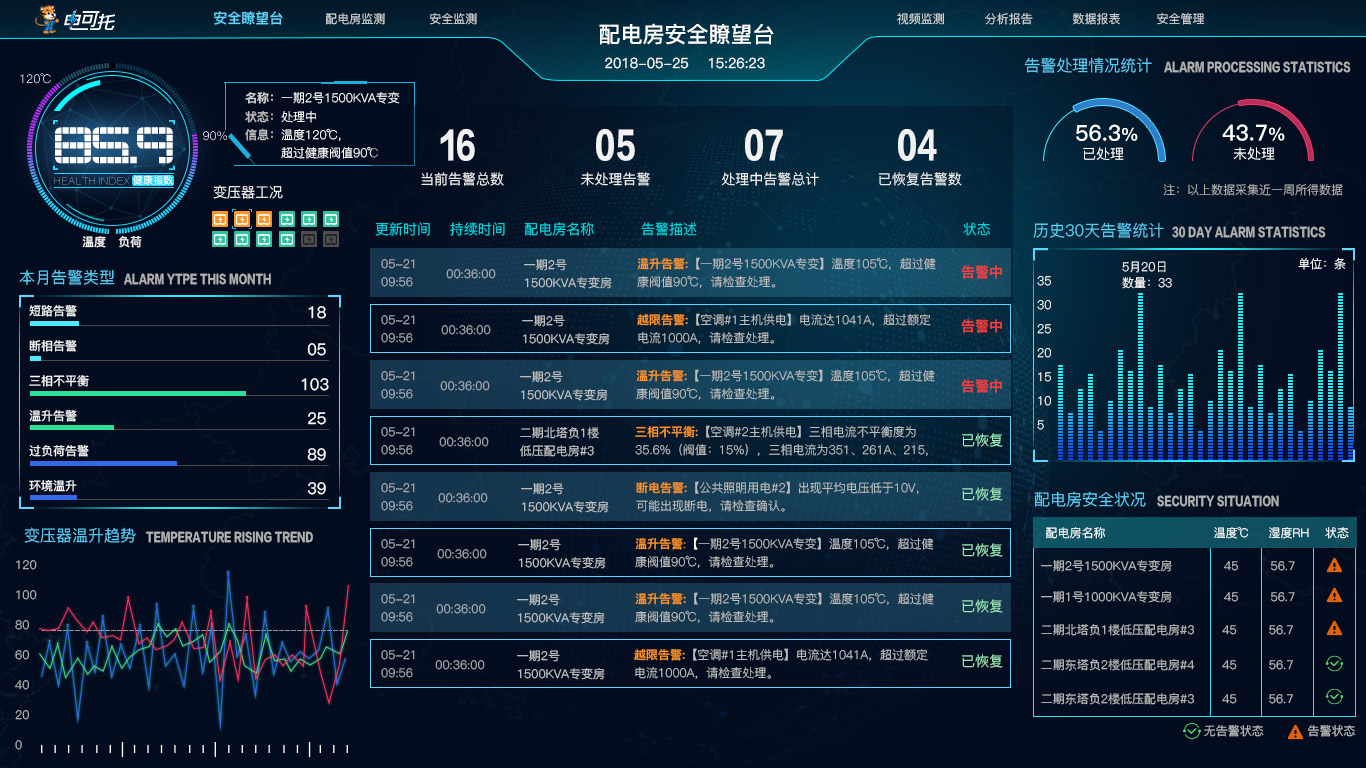 电可托
安全瞭望台
配电房监测
安全监测
配电房安全瞭望台
2018-05-25 15:26:23
视频监测
分析报告
数据报表
安全管理
120℃
90%
85.9
HEALTH INDEX 健康指数
温度 负荷
名称：一期2号1500KVA专变
状态：处理中
信息：温度120℃，
超过健康阀值90℃
变压器工况
16
当前告警总数
05
未处理告警
07
处理中告警总计
04
已恢复告警数
告警处理情况统计 ALARM PROCESSING STATISTICS
56.3%
已处理
43.7%
未处理
注：以上数据采集近一周所得数据
本月告警类型 ALARM YTPE THIS MONTH
短路告警 18
断相告警 05
三相不平衡 103
温升告警 25
过负荷告警 89
环境温升 39
变压器温升趋势 TEMPERATURE RISING TREND
120
100
80
60
40
20
0
更新时间 持续时间 配电房名称 告警描述 状态
05-21
09:56
00:36:00
一期2号
1500KVA专变房
温升告警:【一期2号1500KVA专变】温度105℃，超过健
康阀值90℃，请检查处理。
告警中
05-21
09:56
00:36:00
一期2号
1500KVA专变房
越限告警:【空调#1主机供电】电流达1041A，超过额定
电流1000A，请检查处理。
告警中
05-21
09:56
00:36:00
一期2号
1500KVA专变房
温升告警:【一期2号1500KVA专变】温度105℃，超过健
康阀值90℃，请检查处理。
告警中
05-21
09:56
00:36:00
二期北塔负1楼
低压配电房#3
三相不平衡:【空调#2主机供电】三相电流不平衡度为
35.6%（阀值：15%），三相电流为351、261A、215,
已恢复
05-21
09:56
00:36:00
一期2号
1500KVA专变房
断电告警:【公共照明用电#2】出现平均电压低于10V,
可能出现断电，请检查确认。
已恢复
05-21
09:56
00:36:00
一期2号
1500KVA专变房
温升告警:【一期2号1500KVA专变】温度105℃，超过健
康阀值90℃，请检查处理。
已恢复
05-21
09:56
00:36:00
一期2号
1500KVA专变房
温升告警:【一期2号1500KVA专变】温度105℃，超过健
康阀值90℃，请检查处理。
已恢复
05-21
09:56
00:36:00
一期2号
1500KVA专变房
越限告警:【空调#1主机供电】电流达1041A，超过额定
电流1000A，请检查处理。
已恢复
历史30天告警统计 30 DAY ALARM STATISTICS
单位：条
5月20日
数量：33
35
30
25
20
15
10
5
配电房安全状况 SECURITY SITUATION
配电房名称 温度℃ 湿度RH 状态
一期2号1500KVA专变房 45 56.7
一期1号1000KVA专变房 45 56.7
二期北塔负1楼低压配电房#3 45 56.7
二期东塔负2楼低压配电房#4 45 56.7
二期东塔负2楼低压配电房#3 45 56.7
无告警状态 告警状态